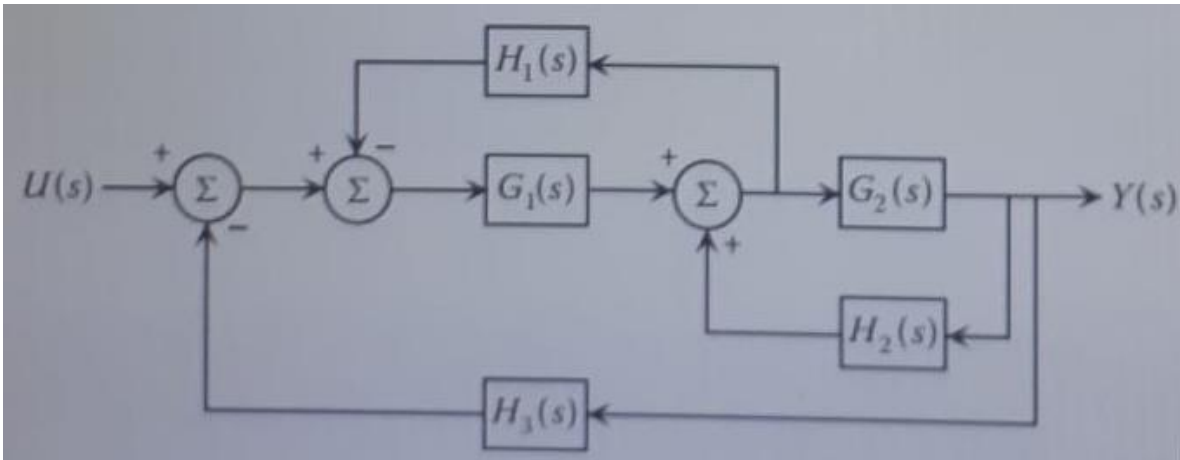 H₁(s)
+ + − +
U(s) Σ Σ G₁(s) Σ G₂(s) Y(s)
− +
H₂(s)
H₃(s)